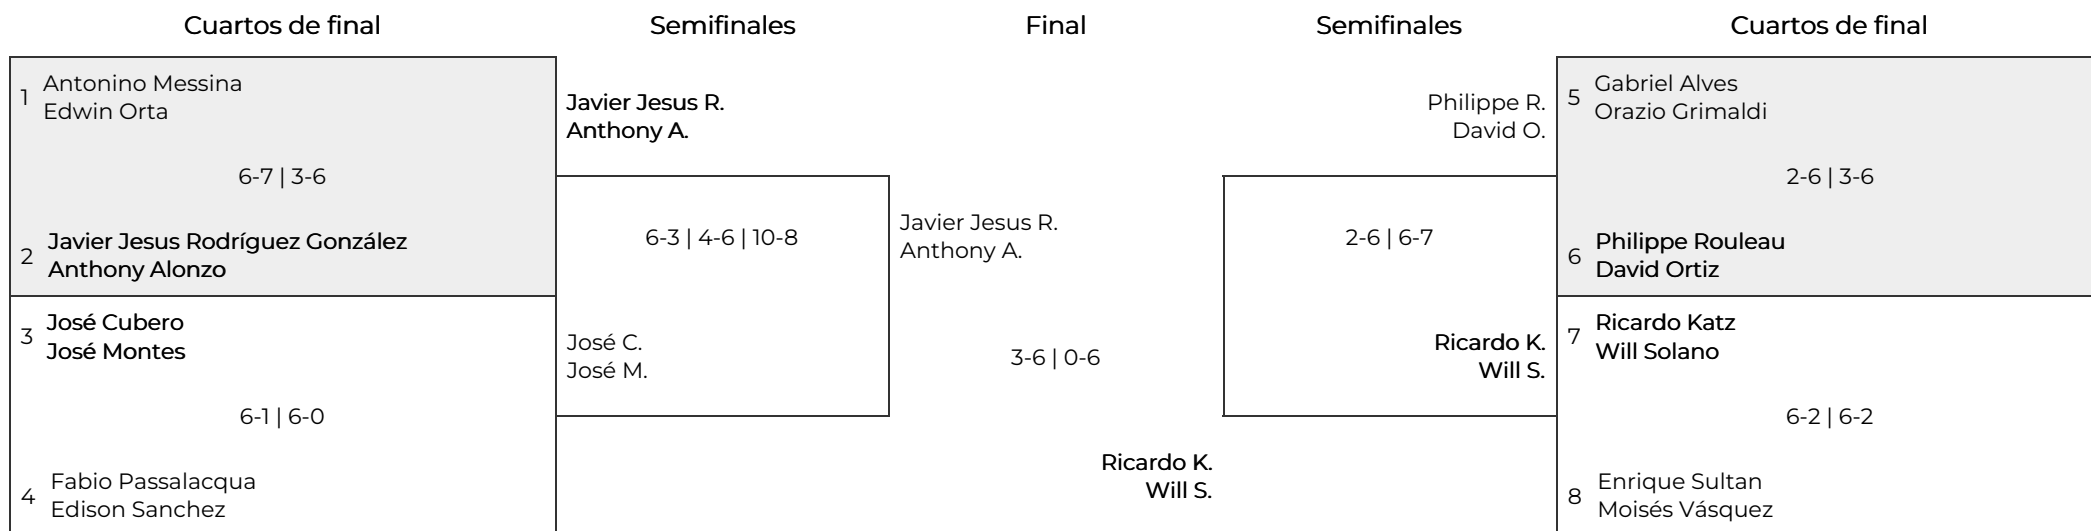 Cuartos de final
Semifinales
Final
Semifinales
Cuartos de final
1
Antonino Messina
Edwin Orta
6-7 | 3-6
2
Javier Jesus Rodríguez González
Anthony Alonzo
3
José Cubero
José Montes
6-1 | 6-0
4
Fabio Passalacqua
Edison Sanchez
Javier Jesus R.
Anthony A.
6-3 | 4-6 | 10-8
José C.
José M.
Javier Jesus R.
Anthony A.
3-6 | 0-6
Ricardo K.
Will S.
Philippe R.
David O.
2-6 | 6-7
Ricardo K.
Will S.
5
Gabriel Alves
Orazio Grimaldi
2-6 | 3-6
6
Philippe Rouleau
David Ortiz
7
Ricardo Katz
Will Solano
6-2 | 6-2
8
Enrique Sultan
Moisés Vásquez